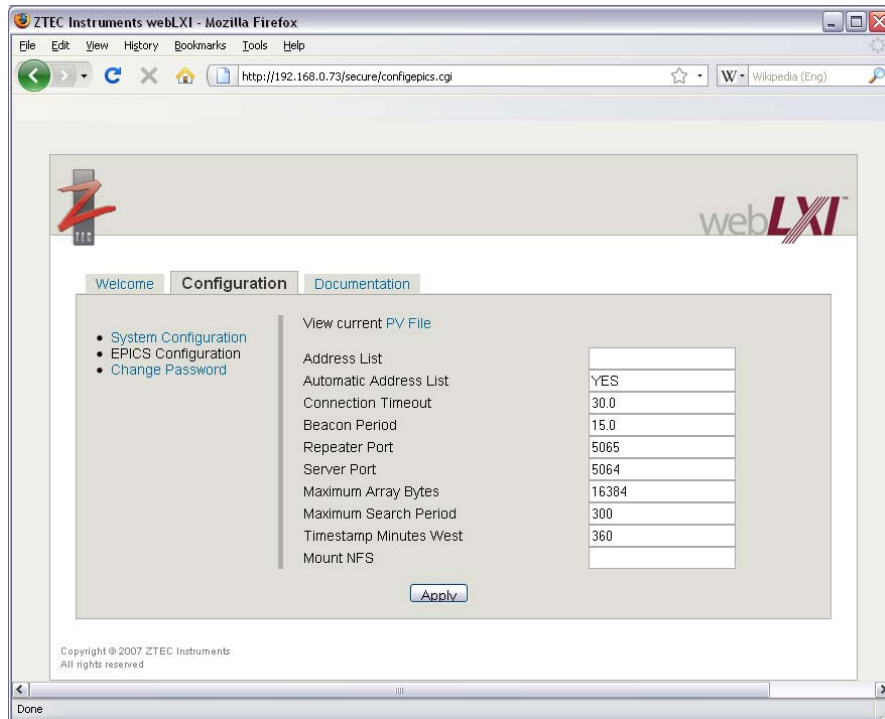 ZTEC Instruments webLXI - Mozilla Firefox
File Edit View History Bookmarks Tools Help
http://192.168.0.73/secure/configepics.cgi
W Wikipedia (Eng)
Z
TEC
webLXI™
Welcome Configuration Documentation
System Configuration
EPICS Configuration
Change Password
View current PV File
Address List
Automatic Address List YES
Connection Timeout 30.0
Beacon Period 15.0
Repeater Port 5065
Server Port 5064
Maximum Array Bytes 16384
Maximum Search Period 300
Timestamp Minutes West 360
Mount NFS
Apply
Copyright © 2007 ZTEC Instruments
All rights reserved
Done